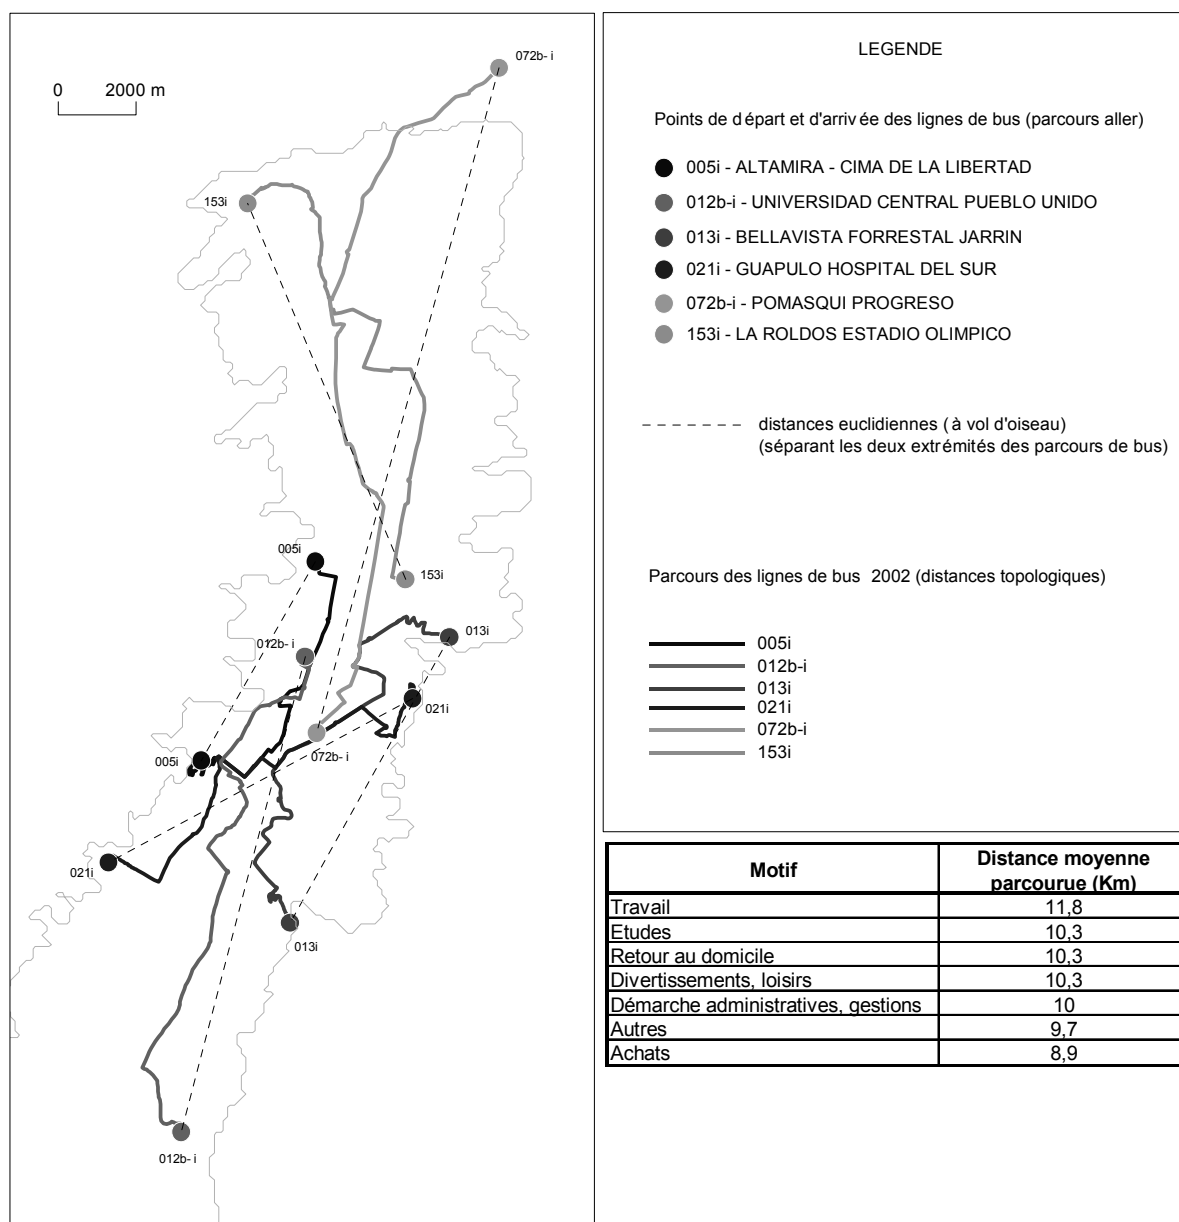 072b- i
0 2000 m
153i
005i
153i
013i
012b- i
021i
072b- i
005i
021i
013i
012b- i
LEGENDE
Points de départ et d'arrivée des lignes de bus (parcours aller)
005i - ALTAMIRA - CIMA DE LA LIBERTAD
012b-i - UNIVERSIDAD CENTRAL PUEBLO UNIDO
013i - BELLAVISTA FORRESTAL JARRIN
021i - GUAPULO HOSPITAL DEL SUR
072b-i - POMASQUI PROGRESO
153i - LA ROLDOS ESTADIO OLIMPICO
distances euclidiennes ( à vol d'oiseau)
(séparant les deux extrémités des parcours de bus)
Parcours des lignes de bus 2002 (distances topologiques)
005i
012b-i
013i
021i
072b-i
153i
Motif Distance moyenne
parcourue (Km)
Travail 11,8
Etudes 10,3
Retour au domicile 10,3
Divertissements, loisirs 10,3
Démarche administratives, gestions 10
Autres 9,7
Achats 8,9